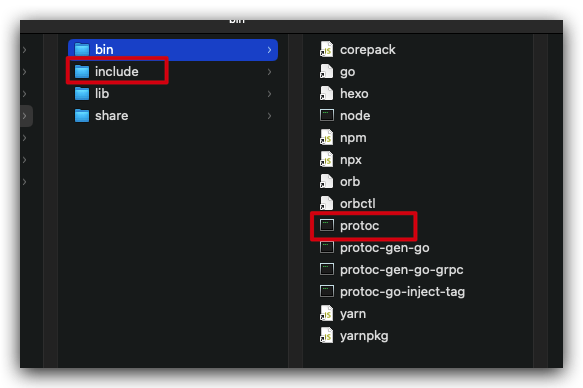 bin
bin
include
lib
share
corepack
go
hexo
node
npm
npx
orb
orbctl
protoc
protoc-gen-go
protoc-gen-go-grpc
protoc-go-inject-tag
yarn
yarnpkg